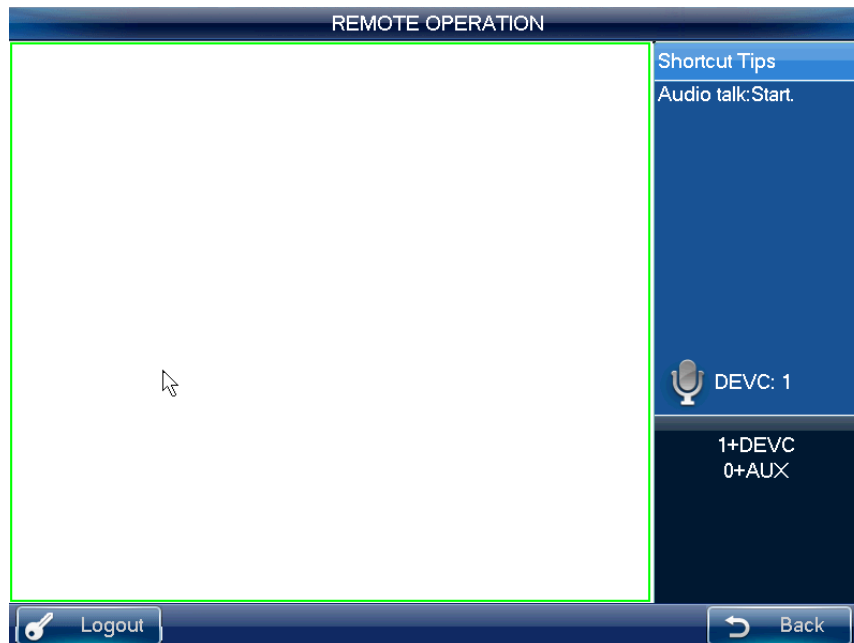 REMOTE OPERATION
Shortcut Tips
Audio talk:Start.
DEVC: 1
1+DEVC
0+AUX
Logout
Back